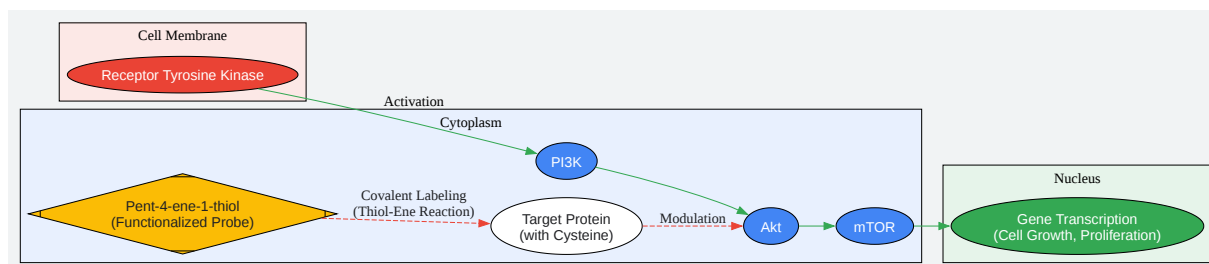 Cell Membrane
Receptor Tyrosine Kinase
Activation
Cytoplasm
PI3K
Pent-4-ene-1-thiol
(Functionalized Probe)
Covalent Labeling
(Thiol-Ene Reaction)
Target Protein
(with Cysteine)
Modulation
Akt
mTOR
Nucleus
Gene Transcription
(Cell Growth, Proliferation)